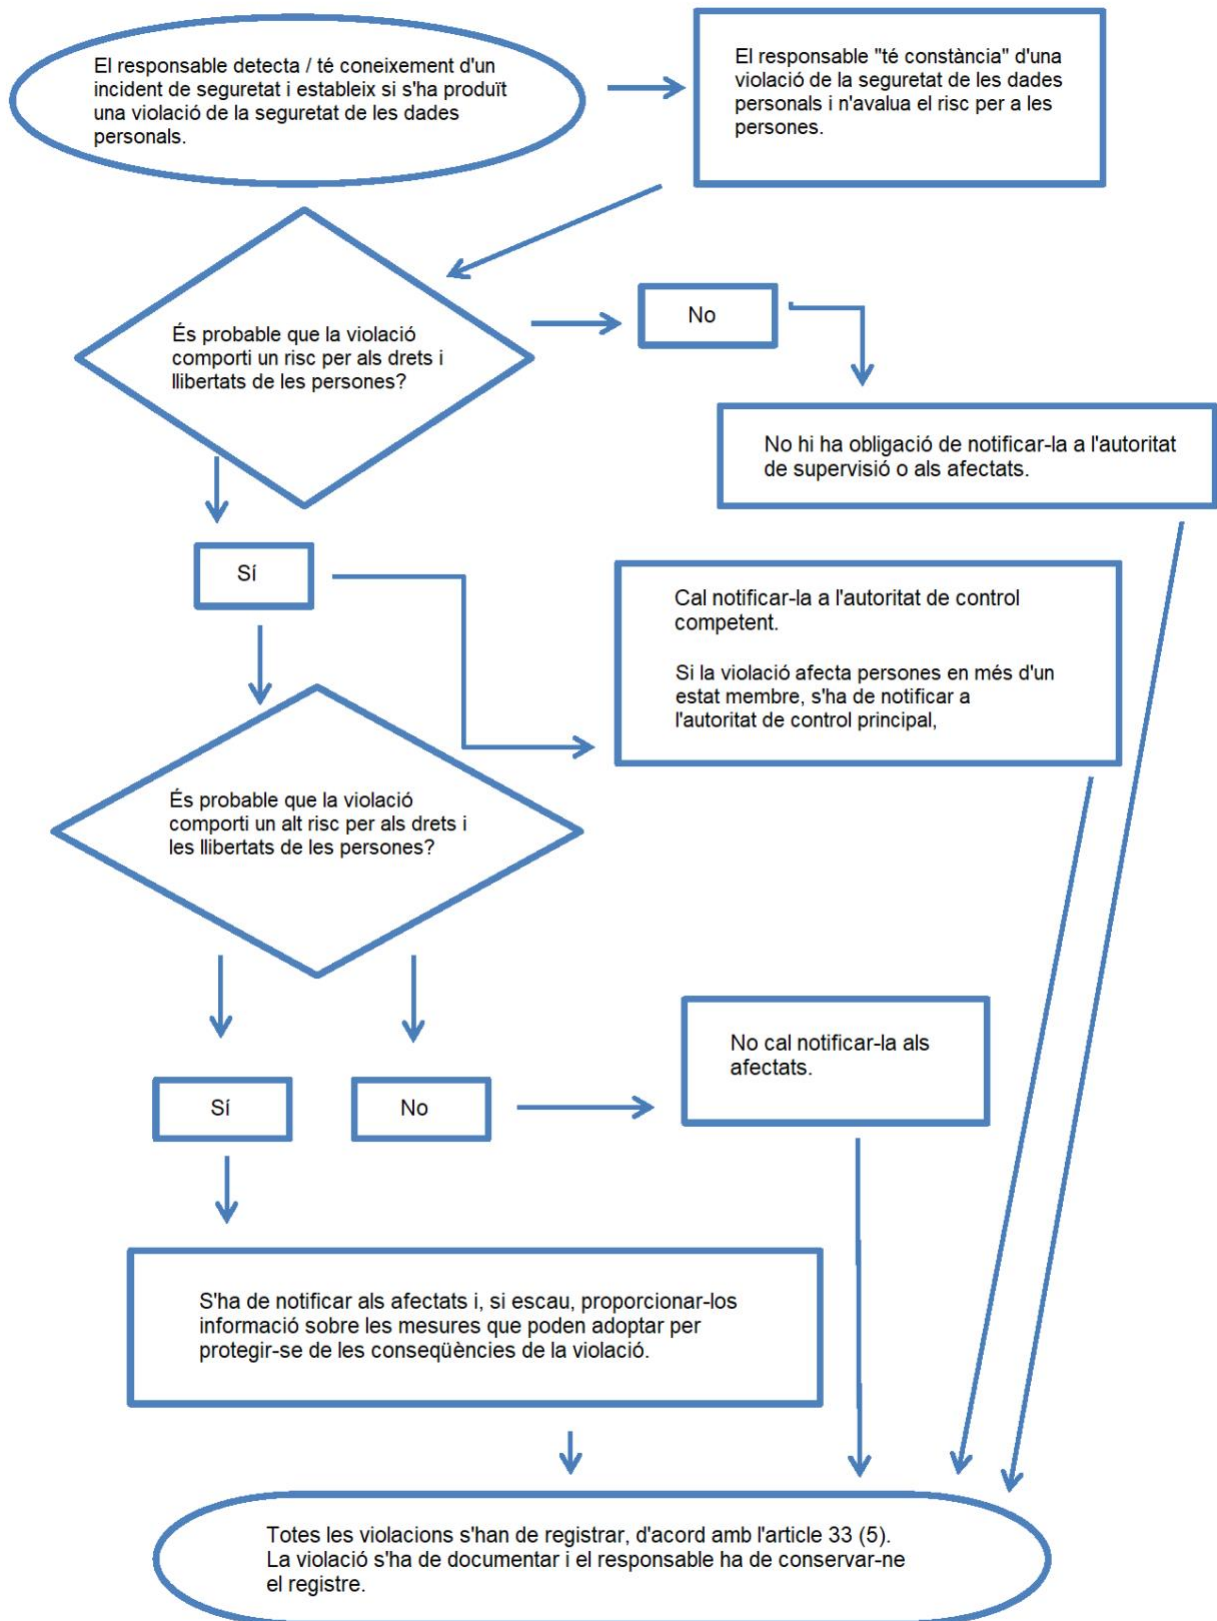 El responsable detecta / té coneixement d'un
incident de seguretat i estableix si s'ha produït
una violació de la seguretat de les dades
personals.
El responsable "té constància" d'una
violació de la seguretat de les dades
personals i n'avalua el risc per a les
persones.
És probable que la violació
comporti un risc per als drets i
llibertats de les persones?
No
No hi ha obligació de notificar-la a l'autoritat
de supervisió o als afectats.
Sí
Cal notificar-la a l'autoritat de control
competent.
Si la violació afecta persones en més d'un
estat membre, s'ha de notificar a
l'autoritat de control principal,
És probable que la violació
comporti un alt risc per als drets i
les llibertats de les persones?
Sí
No
No cal notificar-la als
afectats.
S'ha de notificar als afectats i, si escau, proporcionar-los
informació sobre les mesures que poden adoptar per
protegir-se de les conseqüències de la violació.
Totes les violacions s'han de registrar, d'acord amb l'article 33 (5).
La violació s'ha de documentar i el responsable ha de conservar-ne
el registre.